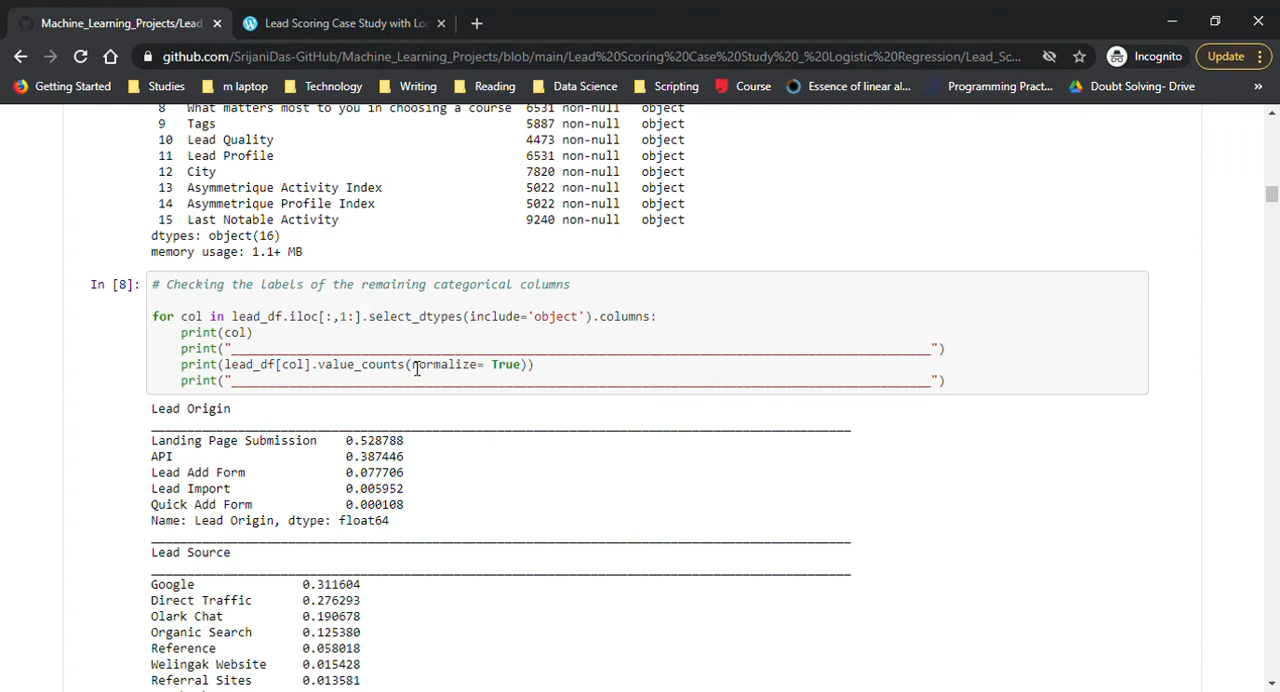 Machine_Learning_Projects/Lead
Lead Scoring Case Study with Lo
github.com/SrijaniDas-GitHub/Machine_Learning_Projects/blob/main/Lead%20Scoring%20Case%20Study%20_%20Logistic%20Regression/Lead_Sc...
Incognito
Update
Getting Started
Studies
m laptop
Technology
Writing
Reading
Data Science
Scripting
Course
Essence of linear al...
Programming Pract...
Doubt Solving- Drive
»
8 What matters most to you in choosing a course 6531 non-null object
9 Tags 5887 non-null object
10 Lead Quality 4473 non-null object
11 Lead Profile 6531 non-null object
12 City 7820 non-null object
13 Asymmetrique Activity Index 5022 non-null object
14 Asymmetrique Profile Index 5022 non-null object
15 Last Notable Activity 9240 non-null object
dtypes: object(16)
memory usage: 1.1+ MB
In [8]:
# Checking the labels of the remaining categorical columns
for col in lead_df.iloc[:,1:].select_dtypes(include='object').columns:
print(col)
print("_________________________________________________________________________________________________")
print(lead_df[col].value_counts(normalize= True))
print("_________________________________________________________________________________________________")
Lead Origin
_________________________________________________________________________________________________
Landing Page Submission 0.528788
API 0.387446
Lead Add Form 0.077706
Lead Import 0.005952
Quick Add Form 0.000108
Name: Lead Origin, dtype: float64
_________________________________________________________________________________________________
Lead Source
_________________________________________________________________________________________________
Google 0.311604
Direct Traffic 0.276293
Olark Chat 0.190678
Organic Search 0.125380
Reference 0.058018
Welingak Website 0.015428
Referral Sites 0.013581